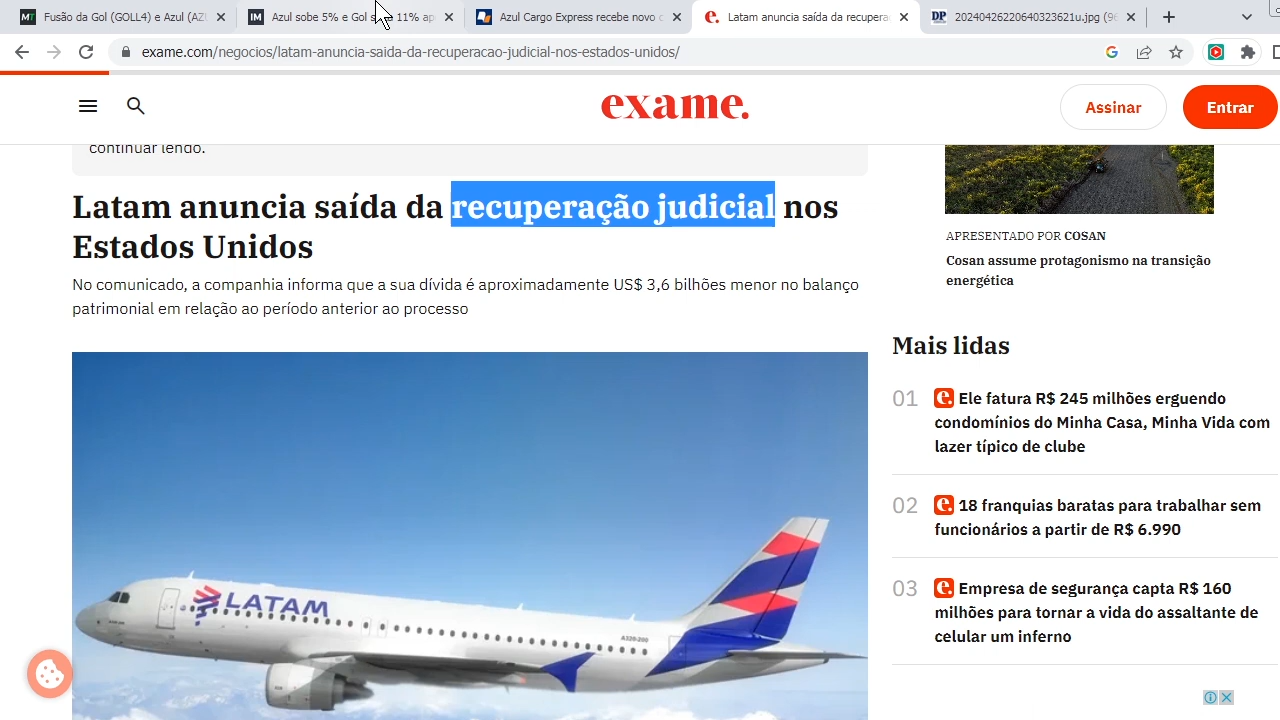 Fusão da Gol (GOLL4) e Azul (AZU
Azul sobe 5% e Gol s 11% ap
Azul Cargo Express recebe novo c
Latam anuncia saída da recupera
20240426220640323621u.jpg (96
exame.com/negocios/latam-anuncia-saida-da-recuperacao-judicial-nos-estados-unidos/
exame.
Assinar
Entrar
continuar lendo.
Latam anuncia saída da recuperação judicial nos
Estados Unidos
No comunicado, a companhia informa que a sua dívida é aproximadamente US$ 3,6 bilhões menor no balanço
patrimonial em relação ao período anterior ao processo
LATAM
A320-200
APRESENTADO POR COSAN
Cosan assume protagonismo na transição
energética
Mais lidas
01 Ele fatura R$ 245 milhões erguendo
condomínios do Minha Casa, Minha Vida com
lazer típico de clube
02 18 franquias baratas para trabalhar sem
funcionários a partir de R$ 6.990
03 Empresa de segurança capta R$ 160
milhões para tornar a vida do assaltante de
celular um inferno